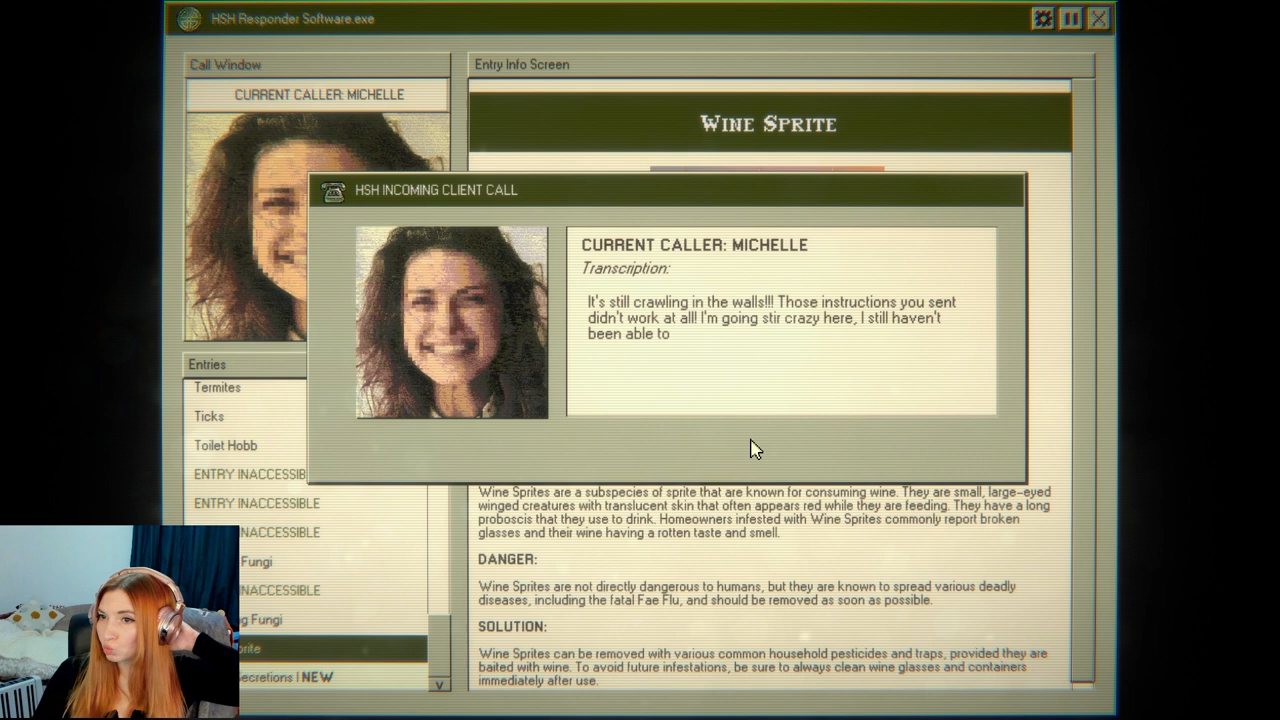 HSH Responder Software.exe
Call Window
CURRENT CALLER: MICHELLE
Entry Info Screen
WINE SPRITE
HSH INCOMING CLIENT CALL
CURRENT CALLER: MICHELLE
Transcription:
It's still crawling in the walls!!! Those instructions you sent
didn't work at all! I'm going stir crazy here, I still haven't
been able to
Entries
Termites
Ticks
Toilet Hobb
ENTRY INACCESSIB
ENTRY INACCESSIBLE
NACCESSIBLE
Fungi
NACCESSIBLE
g Fungi
rite
ecretions | NEW
Wine Sprites are a subspecies of sprite that are known for consuming wine. They are small, large-eyed
winged creatures with translucent skin that often appears red while they are feeding. They have a long
proboscis that they use to drink. Homeowners infested with Wine Sprites commonly report broken
glasses and their wine having a rotten taste and smell.
DANGER:
Wine Sprites are not directly dangerous to humans, but they are known to spread various deadly
diseases, including the fatal Fae Flu, and should be removed as soon as possible.
SOLUTION:
Wine Sprites can be removed with various common household pesticides and traps, provided they are
baited with wine. To avoid future infestations, be sure to always clean wine glasses and containers
immediately after use.